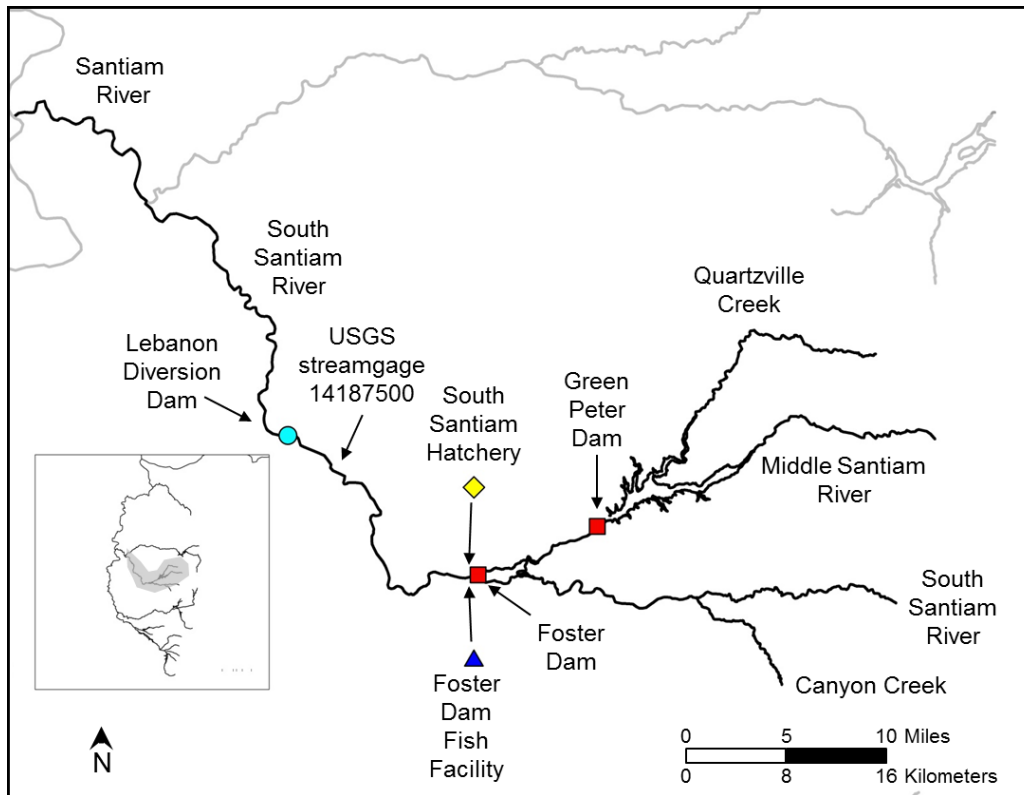 Santiam
River
South
Santiam
River
Quartzville
Creek
Lebanon
Diversion
Dam
USGS
streamgage
14187500
South
Santiam
Hatchery
Green
Peter
Dam
Middle Santiam
River
South
Santiam
River
Foster
Dam
Canyon Creek
Foster
Dam
Fish
Facility
N
0 5 10 Miles
0 8 16 Kilometers